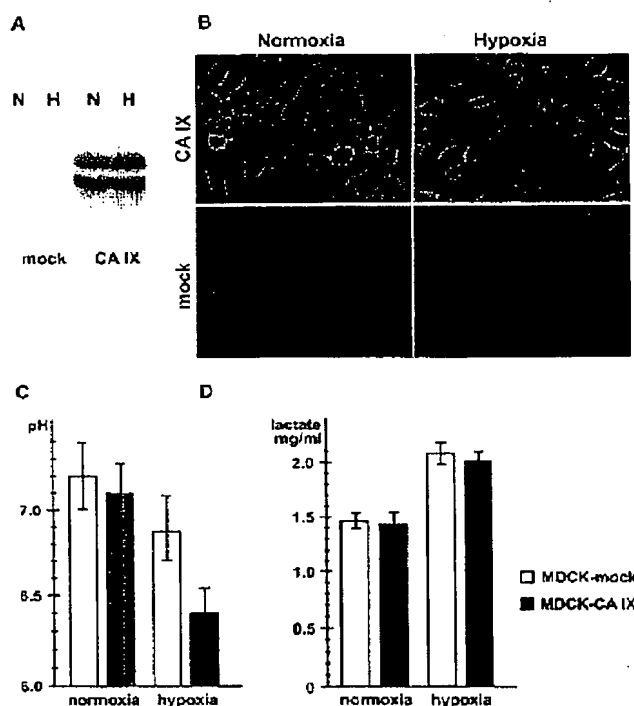 A
B
Normoxia Hypoxia
N H N H
CA IX
mock
mock CA IX
C
D
pH
7.0
6.5
6.0
normoxia hypoxia
lactate
mg/ml
2.0
1.5
1.0
0.5
0
normoxia hypoxia
MDCK-mock
MDCK-CA IX